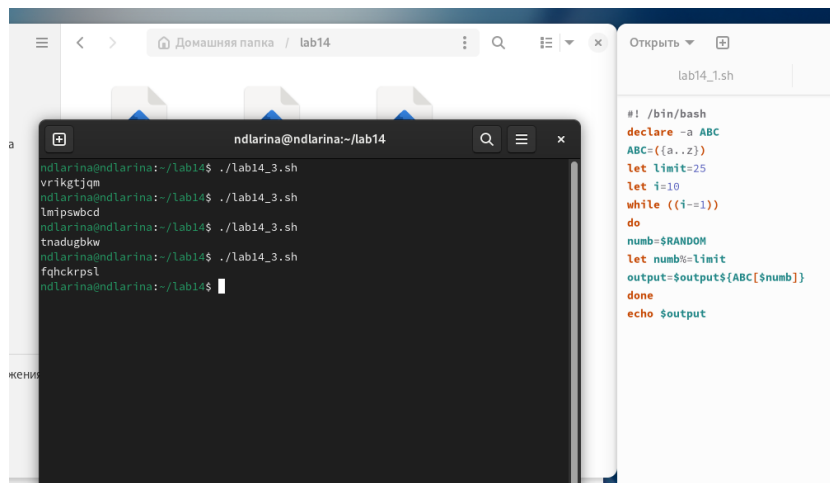 Домашняя папка / lab14
Открыть
lab14_1.sh
а
жения
ndlarina@ndlarina:~/lab14
ndlarina@ndlarina:~/lab14$ ./lab14_3.sh
vrikgtjqm
ndlarina@ndlarina:~/lab14$ ./lab14_3.sh
lmipswbcd
ndlarina@ndlarina:~/lab14$ ./lab14_3.sh
tnadugbkw
ndlarina@ndlarina:~/lab14$ ./lab14_3.sh
fqhckrpsl
ndlarina@ndlarina:~/lab14$
#! /bin/bash
declare -a ABC
ABC=({a..z})
let limit=25
let i=10
while ((i-=1))
do
numb=$RANDOM
let numb%=limit
output=$output${ABC[$numb]}
done
echo $output